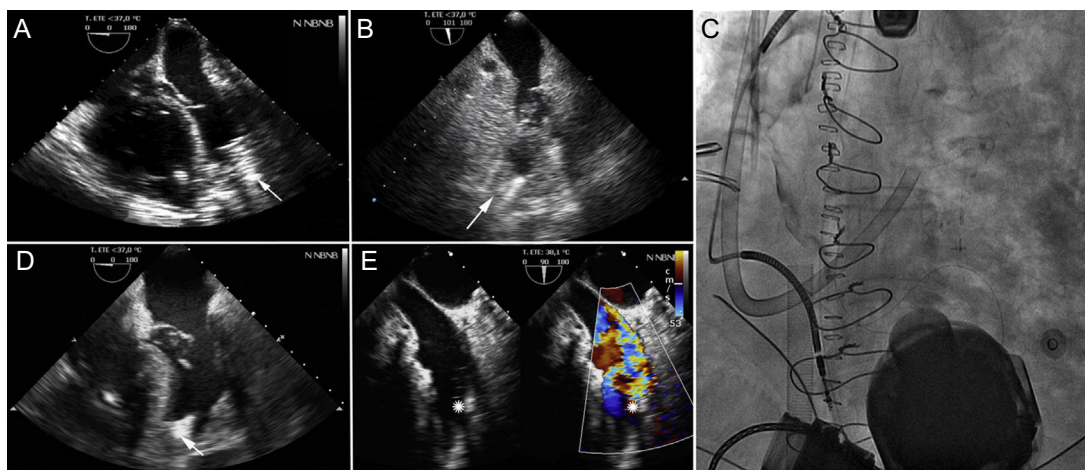 A
T. ETE <37,0 °C
0 0 180
N NBNB
B
T. ETE <37,0 °C
0 101 180
C
D
T. ETE <37,0 °C
0 0 180
N NBNB
E
T. ETE: 38,1 °C
0 90 180
N NBNB
c
m
/
s
-53